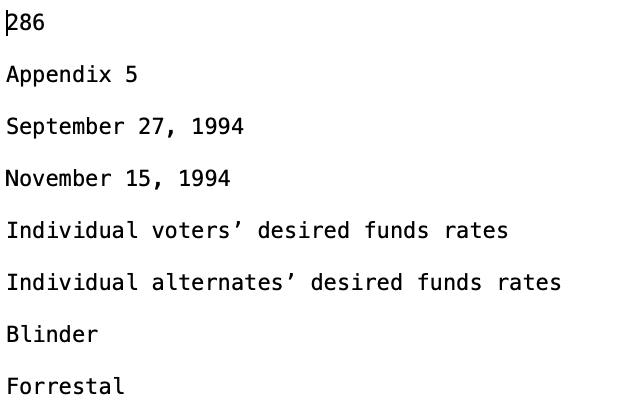 286
Appendix 5
September 27, 1994
November 15, 1994
Individual voters’ desired funds rates
Individual alternates’ desired funds rates
Blinder
Forrestal